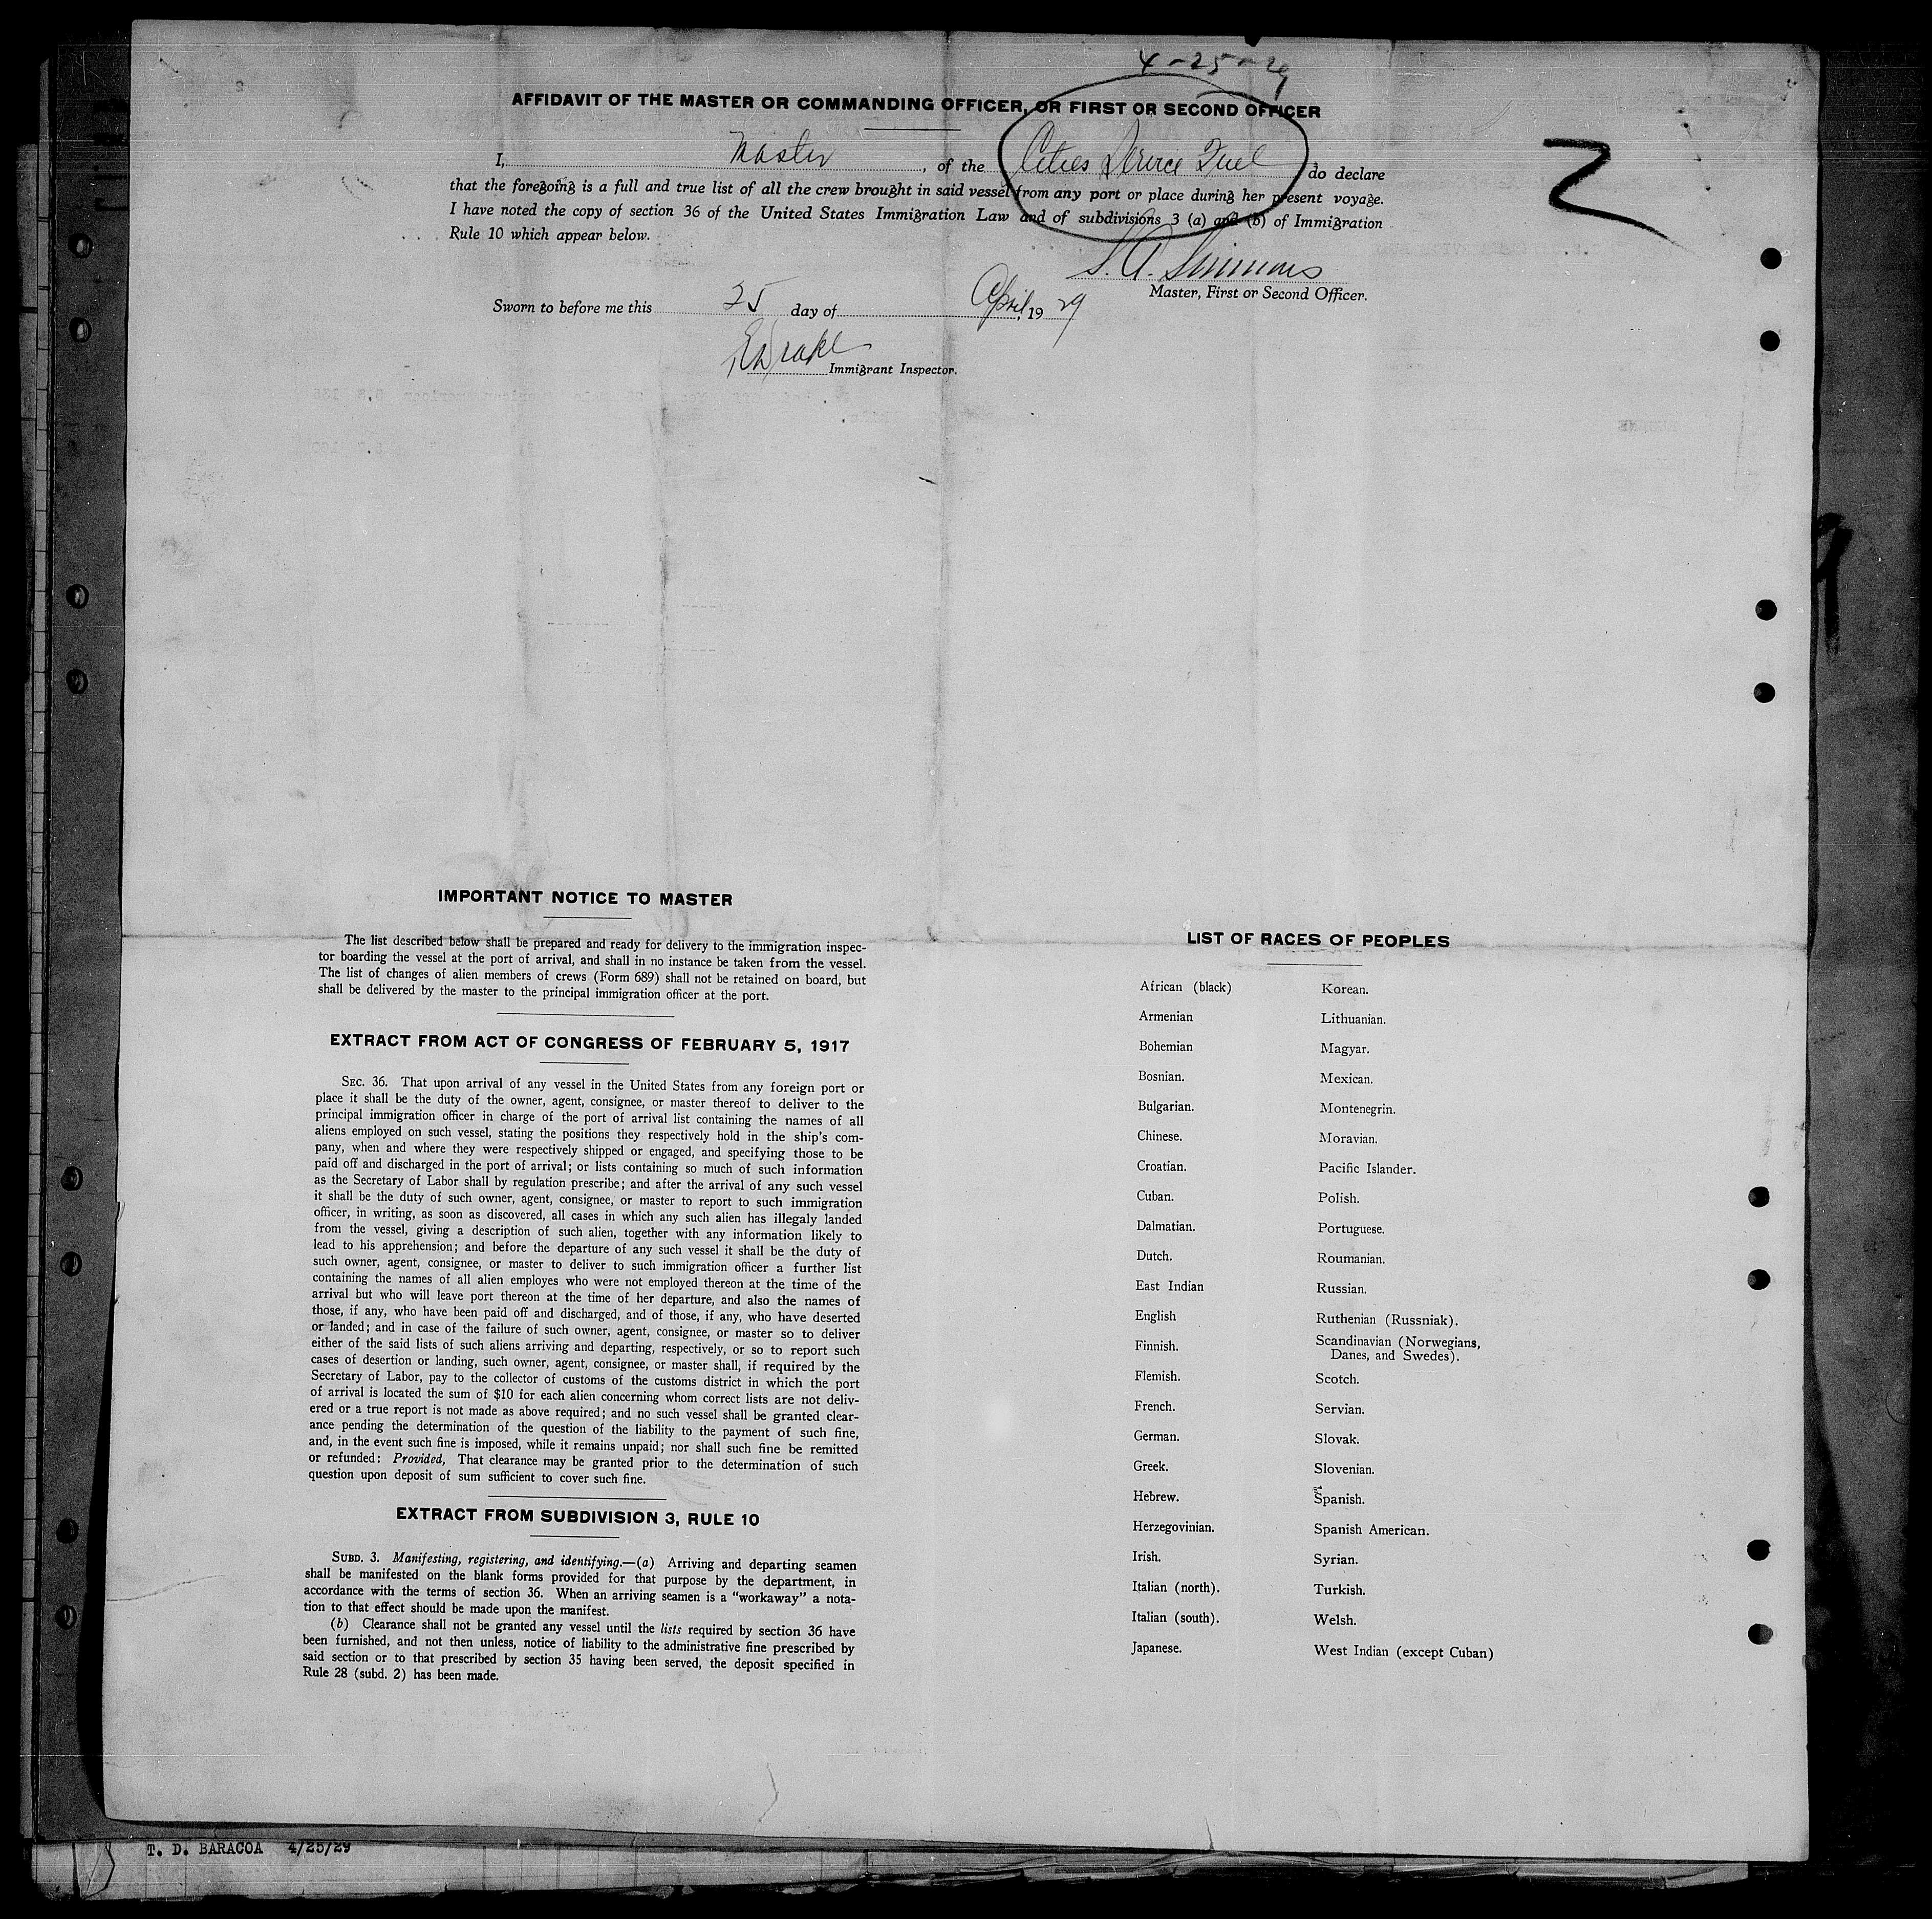 4-25-29
AFFIDAVIT OF THE MASTER OR COMMANDING OFFICER, OR FIRST OR SECOND OFFICER
I, Master, of the Cities Service Fuel do declare
that the foregoing is a full and true list of all the crew brought in said vessel from any port or place during her present voyage.
I have noted the copy of section 36 of the United States Immigration Law and of subdivisions 3 (a) and (b) of Immigration
Rule 10 which appear below.
2
S. A. Simmons
Master, First or Second Officer.
Sworn to before me this 25 day of April, 19 29
Drake
Immigrant Inspector.
IMPORTANT NOTICE TO MASTER
The list described below shall be prepared and ready for delivery to the immigration inspec-
tor boarding the vessel at the port of arrival, and shall in no instance be taken from the vessel.
The list of changes of alien members of crews (Form 689) shall not be retained on board, but
shall be delivered by the master to the principal immigration officer at the port.
EXTRACT FROM ACT OF CONGRESS OF FEBRUARY 5, 1917
SEC. 36. That upon arrival of any vessel in the United States from any foreign port or
place it shall be the duty of the owner, agent, consignee, or master thereof to deliver to the
principal immigration officer in charge of the port of arrival list containing the names of all
aliens employed on such vessel, stating the positions they respectively hold in the ship's com-
pany, when and where they were respectively shipped or engaged, and specifying those to be
paid off and discharged in the port of arrival; or lists containing so much of such information
as the Secretary of Labor shall by regulation prescribe; and after the arrival of any such vessel
it shall be the duty of such owner, agent, consignee, or master to report to such immigration
officer, in writing, as soon as discovered, all cases in which any such alien has illegaly landed
from the vessel, giving a description of such alien, together with any information likely to
lead to his apprehension; and before the departure of any such vessel it shall be the duty of
such owner, agent, consignee, or master to deliver to such immigration officer a further list
containing the names of all alien employes who were not employed thereon at the time of the
arrival but who will leave port thereon at the time of her departure, and also the names of
those, if any, who have been paid off and discharged, and of those, if any, who have deserted
or landed; and in case of the failure of such owner, agent, consignee, or master so to deliver
either of the said lists of such aliens arriving and departing, respectively, or so to report such
cases of desertion or landing, such owner, agent, consignee, or master shall, if required by the
Secretary of Labor, pay to the collector of customs of the customs district in which the port
of arrival is located the sum of $10 for each alien concerning whom correct lists are not deliv-
ered or a true report is not made as above required; and no such vessel shall be granted clear-
ance pending the determination of the question of the liability to the payment of such fine,
and, in the event such fine is imposed, while it remains unpaid; nor shall such fine be remitted
or refunded: Provided, That clearance may be granted prior to the determination of such
question upon deposit of sum sufficient to cover such fine.
EXTRACT FROM SUBDIVISION 3, RULE 10
SUBD. 3. Manifesting, registering, and identifying.—(a) Arriving and departing seamen
shall be manifested on the blank forms provided for that purpose by the department, in
accordance with the terms of section 36. When an arriving seamen is a "workaway" a nota-
tion to that effect should be made upon the manifest.
(b) Clearance shall not be granted any vessel until the lists required by section 36 have
been furnished, and not then unless, notice of liability to the administrative fine prescribed by
said section or to that prescribed by section 35 having been served, the deposit specified in
Rule 28 (subd. 2) has been made.
LIST OF RACES OF PEOPLES
African (black)
Armenian
Bohemian
Bosnian.
Bulgarian.
Chinese.
Croatian.
Cuban.
Dalmatian.
Dutch.
East Indian
English
Finnish.
Flemish.
French.
German.
Greek.
Hebrew.
Herzegovinian.
Irish.
Italian (north).
Italian (south).
Japanese.
Korean.
Lithuanian.
Magyar.
Mexican.
Montenegrin.
Moravian.
Pacific Islander.
Polish.
Portuguese.
Roumanian.
Russian.
Ruthenian (Russniak).
Scandinavian (Norwegians,
Danes, and Swedes).
Scotch.
Servian.
Slovak.
Slovenian.
Spanish.
Spanish American.
Syrian.
Turkish.
Welsh.
West Indian (except Cuban)
T. D. BARACOA 4/25/29